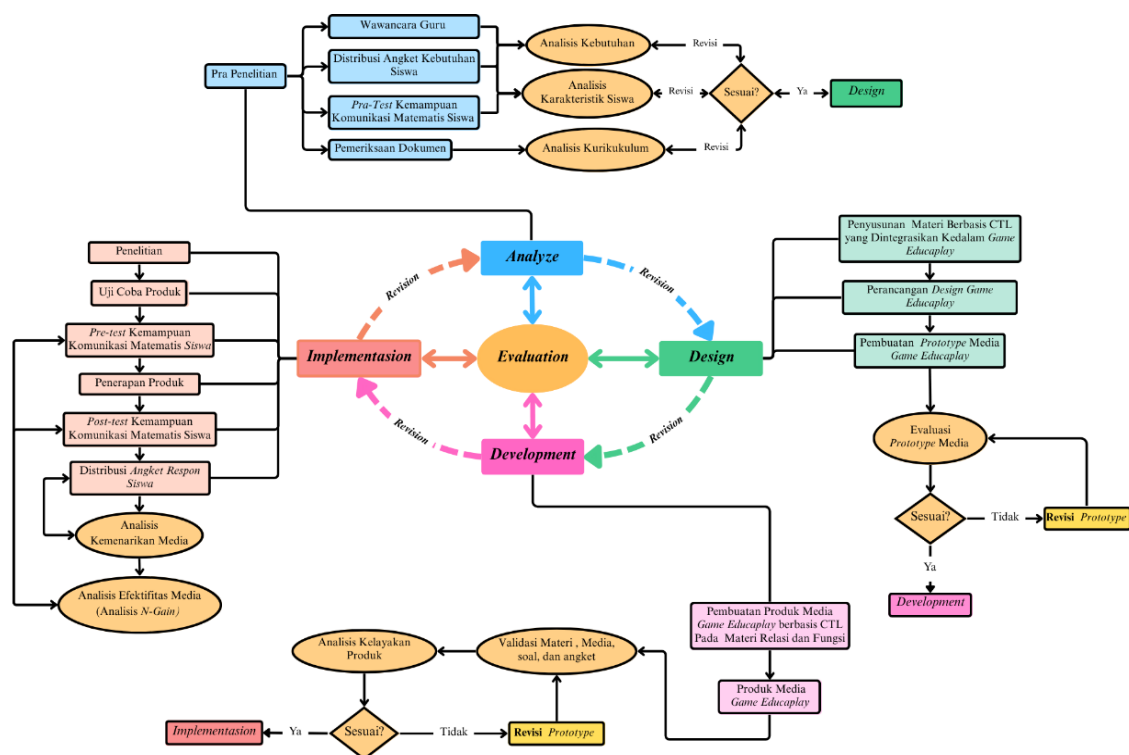 Wawancara Guru
Pra Penelitian
Distribusi Angket Kebutuhan
Siswa
Pra-Test Kemampuan
Komunikasi Matematis Siswa
Pemeriksaan Dokumen
Analisis Kebutuhan
Analisis
Karakteristik Siswa
Analisis Kurikukulum
Revisi
Revisi
Revisi
Sesuai?
Ya
Design
Analyze
Revision
Revision
Implementasion
Evaluation
Design
Revision
Revision
Development
Penelitian
Uji Coba Produk
Pre-test Kemampuan
Komunikasi Matematis Siswa
Penerapan Produk
Post-test Kemampuan
Komunikasi Matematis Siswa
Distribusi Angket Respon
Siswa
Analisis
Kemenarikan Media
Analisis Efektifitas Media
(Analisis N-Gain)
Penyusunan Materi Berbasis CTL
yang Dintegrasikan Kedalam Game
Educaplay
Perancangan Design Game
Educaplay
Pembuatan Prototype Media
Game Educaplay
Evaluasi
Prototype Media
Sesuai?
Tidak
Revisi Prototype
Ya
Development
Pembuatan Produk Media
Game Educaplay berbasis CTL
Pada Materi Relasi dan Fungsi
Produk Media
Game Educaplay
Validasi Materi , Media,
soal, dan angket
Analisis Kelayakan
Produk
Sesuai?
Tidak
Revisi Prototype
Ya
Implementasion